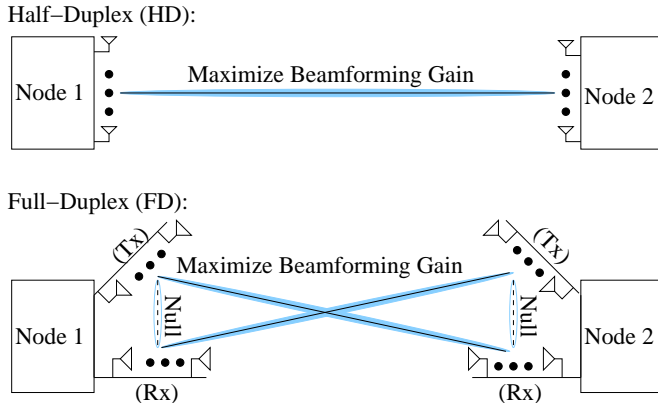 Half−Duplex (HD):
Node 1
Maximize Beamforming Gain
Node 2
Full−Duplex (FD):
(Tx)
(Tx)
Maximize Beamforming Gain
Node 1
Null
Null
Node 2
(Rx)
(Rx)